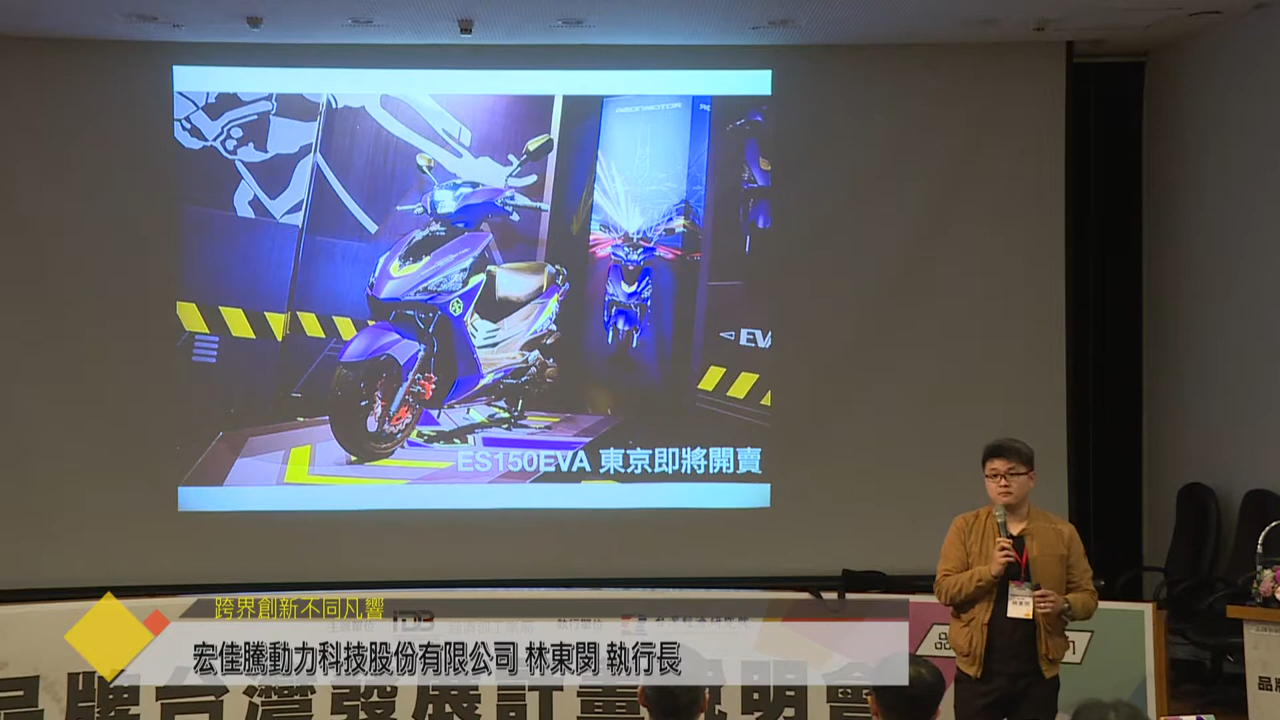 AEONMOTOR
EVA
ES150EVA 東京即將開賣
跨界創新不同凡響
宏佳騰動力科技股份有限公司 林東閔 執行長
品牌台灣發展計畫說明會